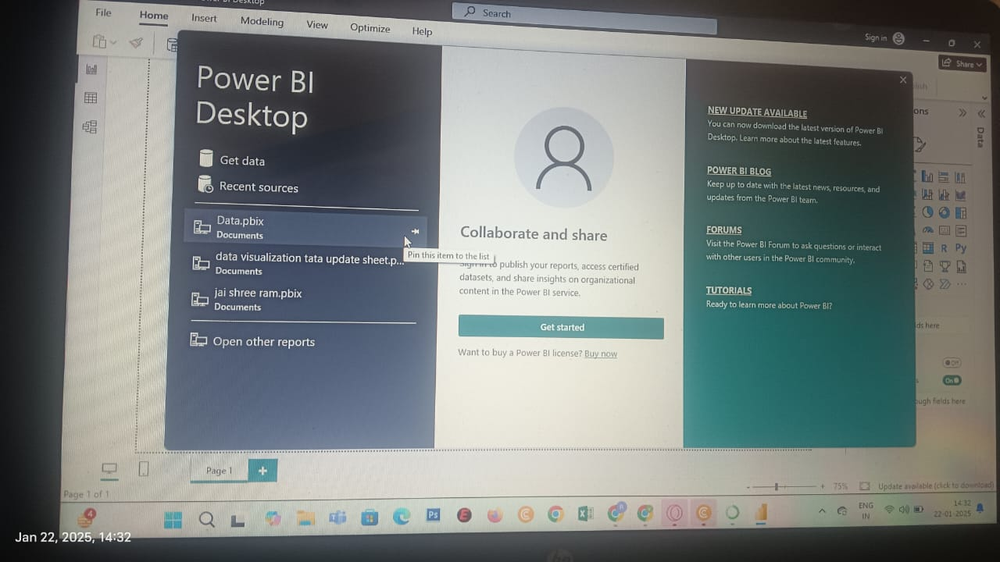 File
Home
Insert
Modeling
View
Optimize
Help
Search
Sign in
Share
Power BI
Desktop
Get data
Recent sources
Data.pbix
Documents
data visualization tata update sheet.p...
Documents
jai shree ram.pbix
Documents
Open other reports
Pin this item to the list
Collaborate and share
Sign in to publish your reports, access certified
datasets, and share insights on organizational
content in the Power BI service.
Get started
Want to buy a Power BI license? Buy now
NEW UPDATE AVAILABLE
You can now download the latest version of Power BI
Desktop. Learn more about the latest features.
POWER BI BLOG
Keep up to date with the latest news, resources, and
updates from the Power BI team.
FORUMS
Visit the Power BI Forum to ask questions or interact
with other users in the Power BI community.
TUTORIALS
Ready to learn more about Power BI?
ons
Data
R Py
lds here
Off
On
ough fields here
Page 1
Page 1 of 1
75%
Update available (click to download)
4
Ps
ENG
IN
14:32
22-01-2025
Jan 22, 2025, 14:32
hp